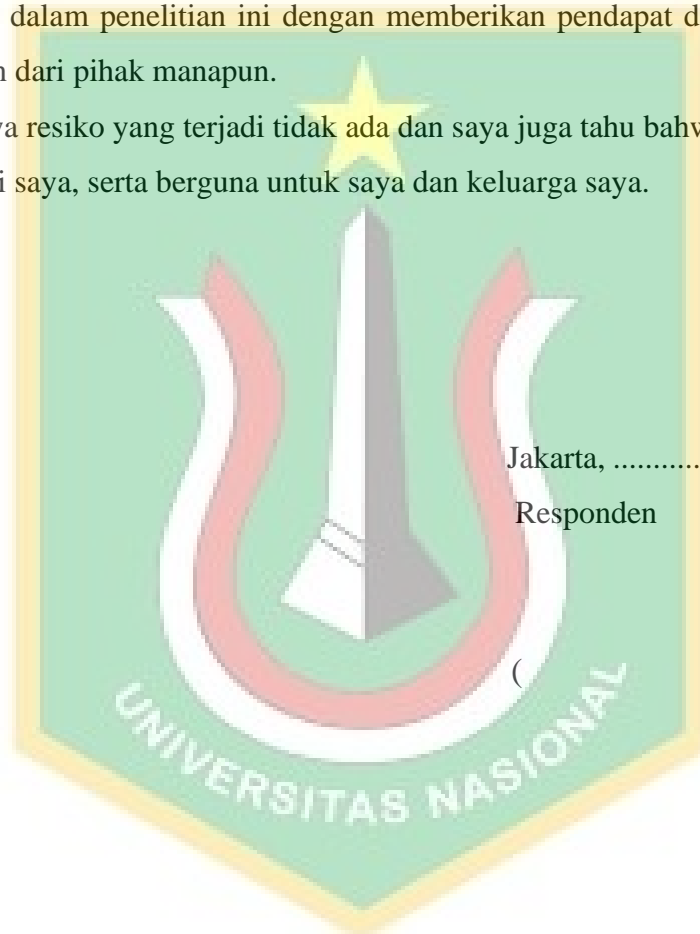 dalam penelitian ini dengan memberikan pendapat
dari pihak manapun.
resiko yang terjadi tidak ada dan saya juga tahu
saya, serta berguna untuk saya dan keluarga saya.
Jakarta, ...........
Responden
(
UNIVERSITAS NASIONAL